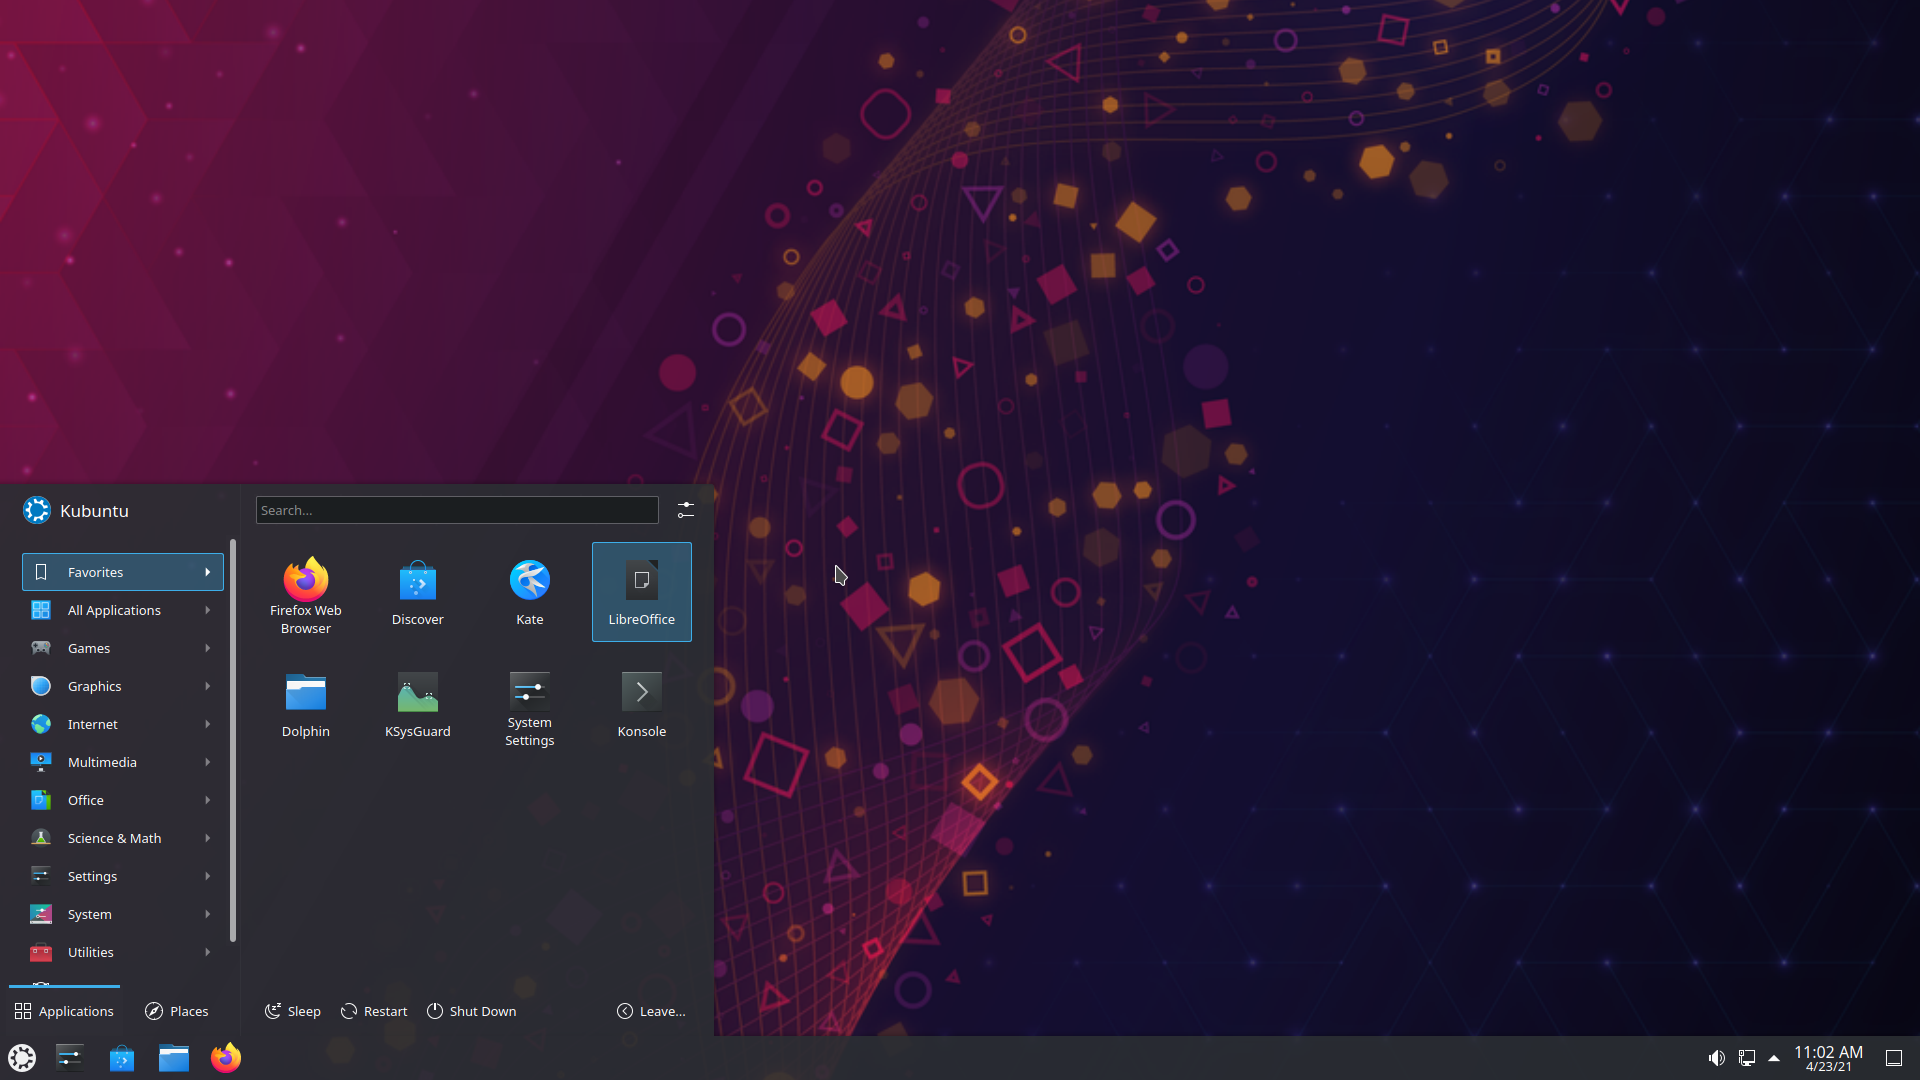 Kubuntu
Search...
Favorites
All Applications
Games
Graphics
Internet
Multimedia
Office
Science & Math
Settings
System
Utilities
Firefox Web
Browser
Discover
Kate
LibreOffice
Dolphin
KSysGuard
System
Settings
Konsole
Applications
Places
Sleep
Restart
Shut Down
Leave...
11:02 AM
4/23/21